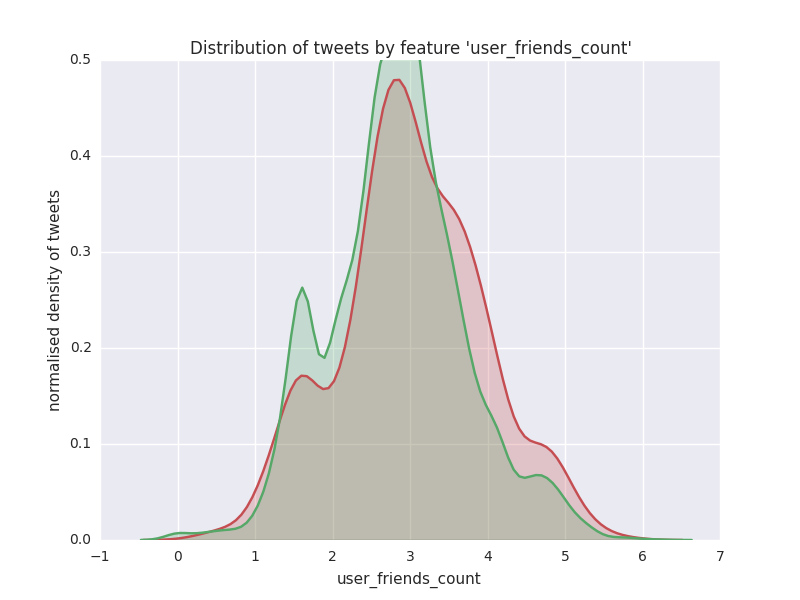 Distribution of tweets by feature 'user_friends_count'
0.5
0.4
0.3
0.2
0.1
0.0
normalised density of tweets
−1 0 1 2 3 4 5 6 7
user_friends_count